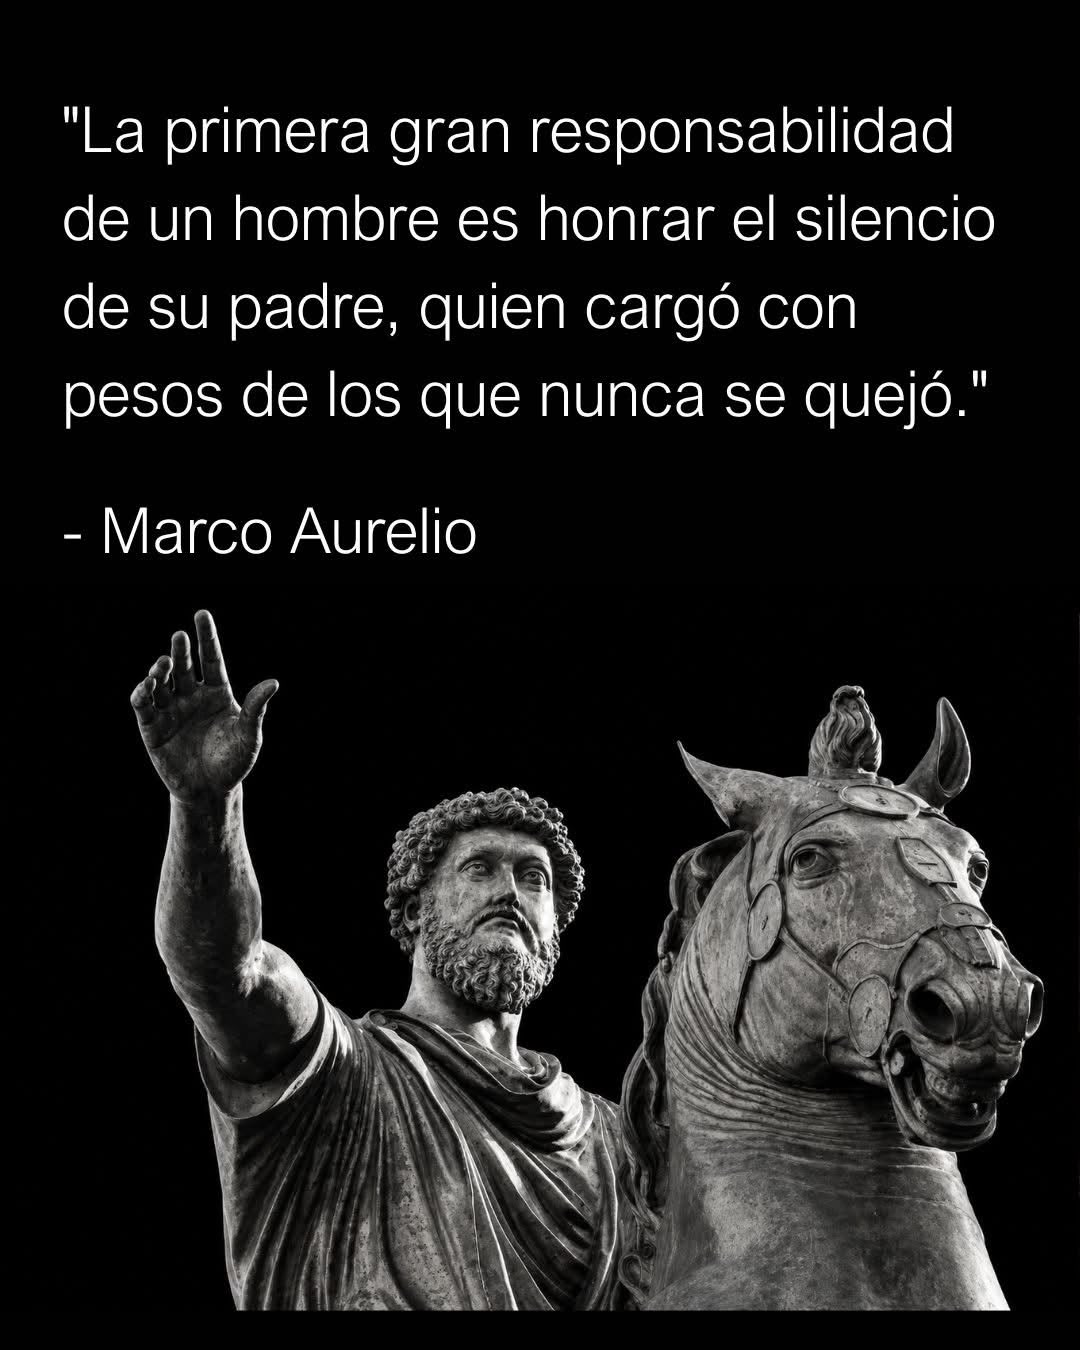 "La primera gran responsabilidad
de un hombre es honrar el silencio
de su padre, quien cargó con
pesos de los que nunca se quejó."
- Marco Aurelio